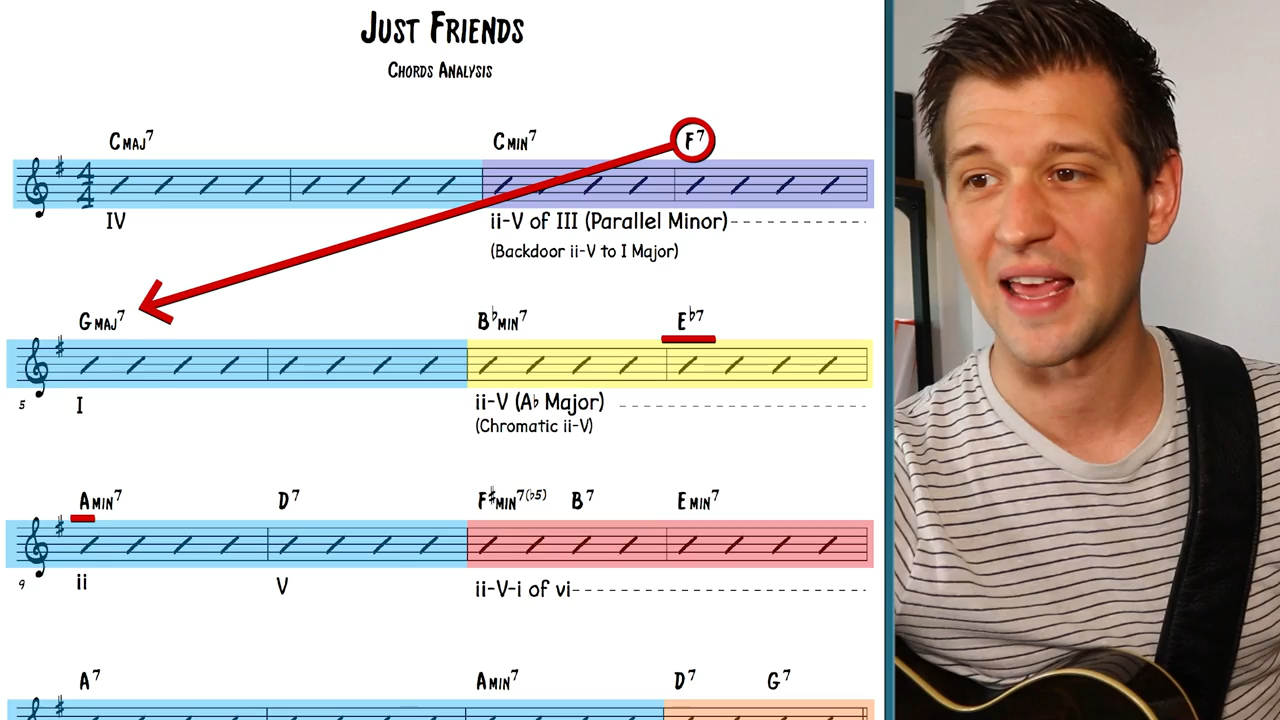 Just Friends
Chords Analysis
Cmaj7 Cmin7 F7
4
4
IV ii-V of III (Parallel Minor)
(Backdoor ii-V to I Major)
Gmaj7 B♭min7 E♭7
5 I ii-V (A♭ Major)
(Chromatic ii-V)
Amin7 D7 F♯min7(♭5) B7 Emin7
9 ii V ii-V-i of vi
A7 Amin7 D7 G7